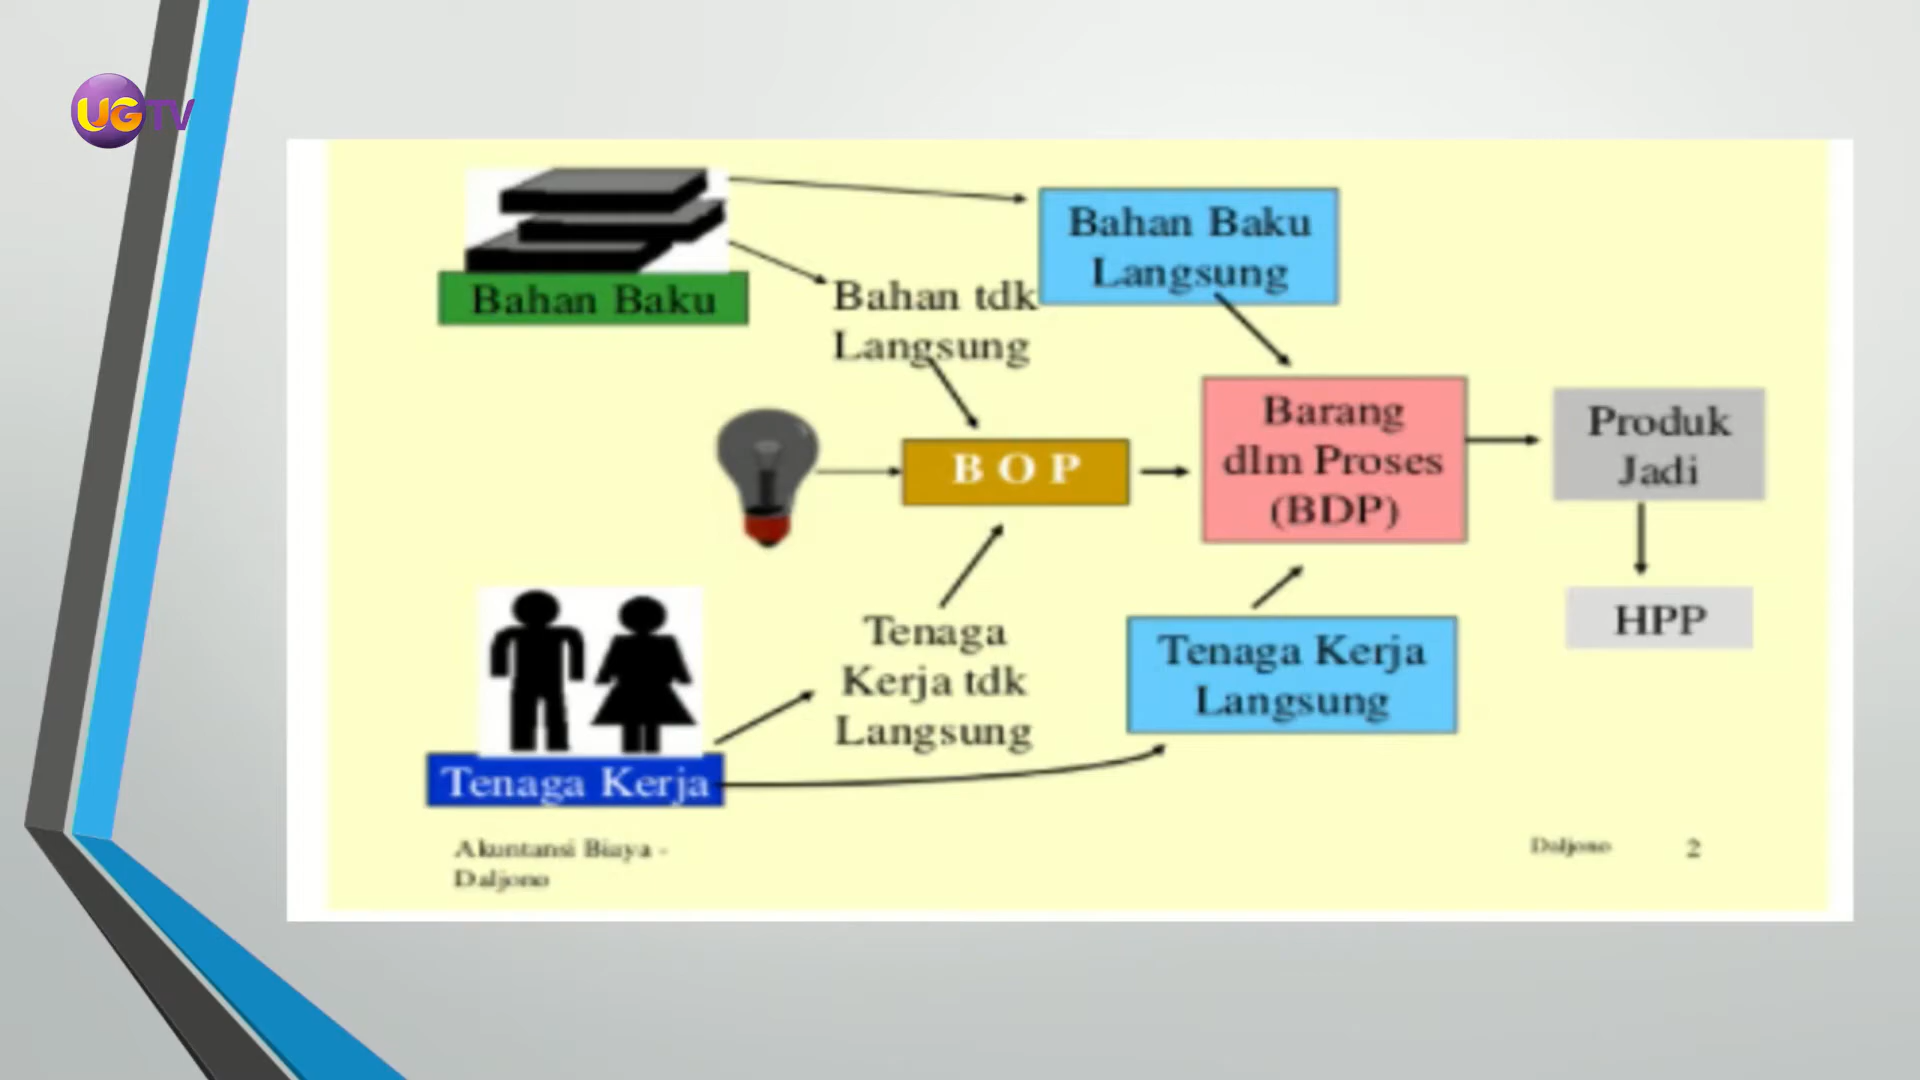 UGTV
Bahan Baku
Bahan Baku
Langsung
Bahan tdk
Langsung
B O P
Barang
dlm Proses
(BDP)
Produk
Jadi
HPP
Tenaga
Kerja tdk
Langsung
Tenaga Kerja
Langsung
Tenaga Kerja
Akuntansi Biaya -
Daljono
Daljono
2